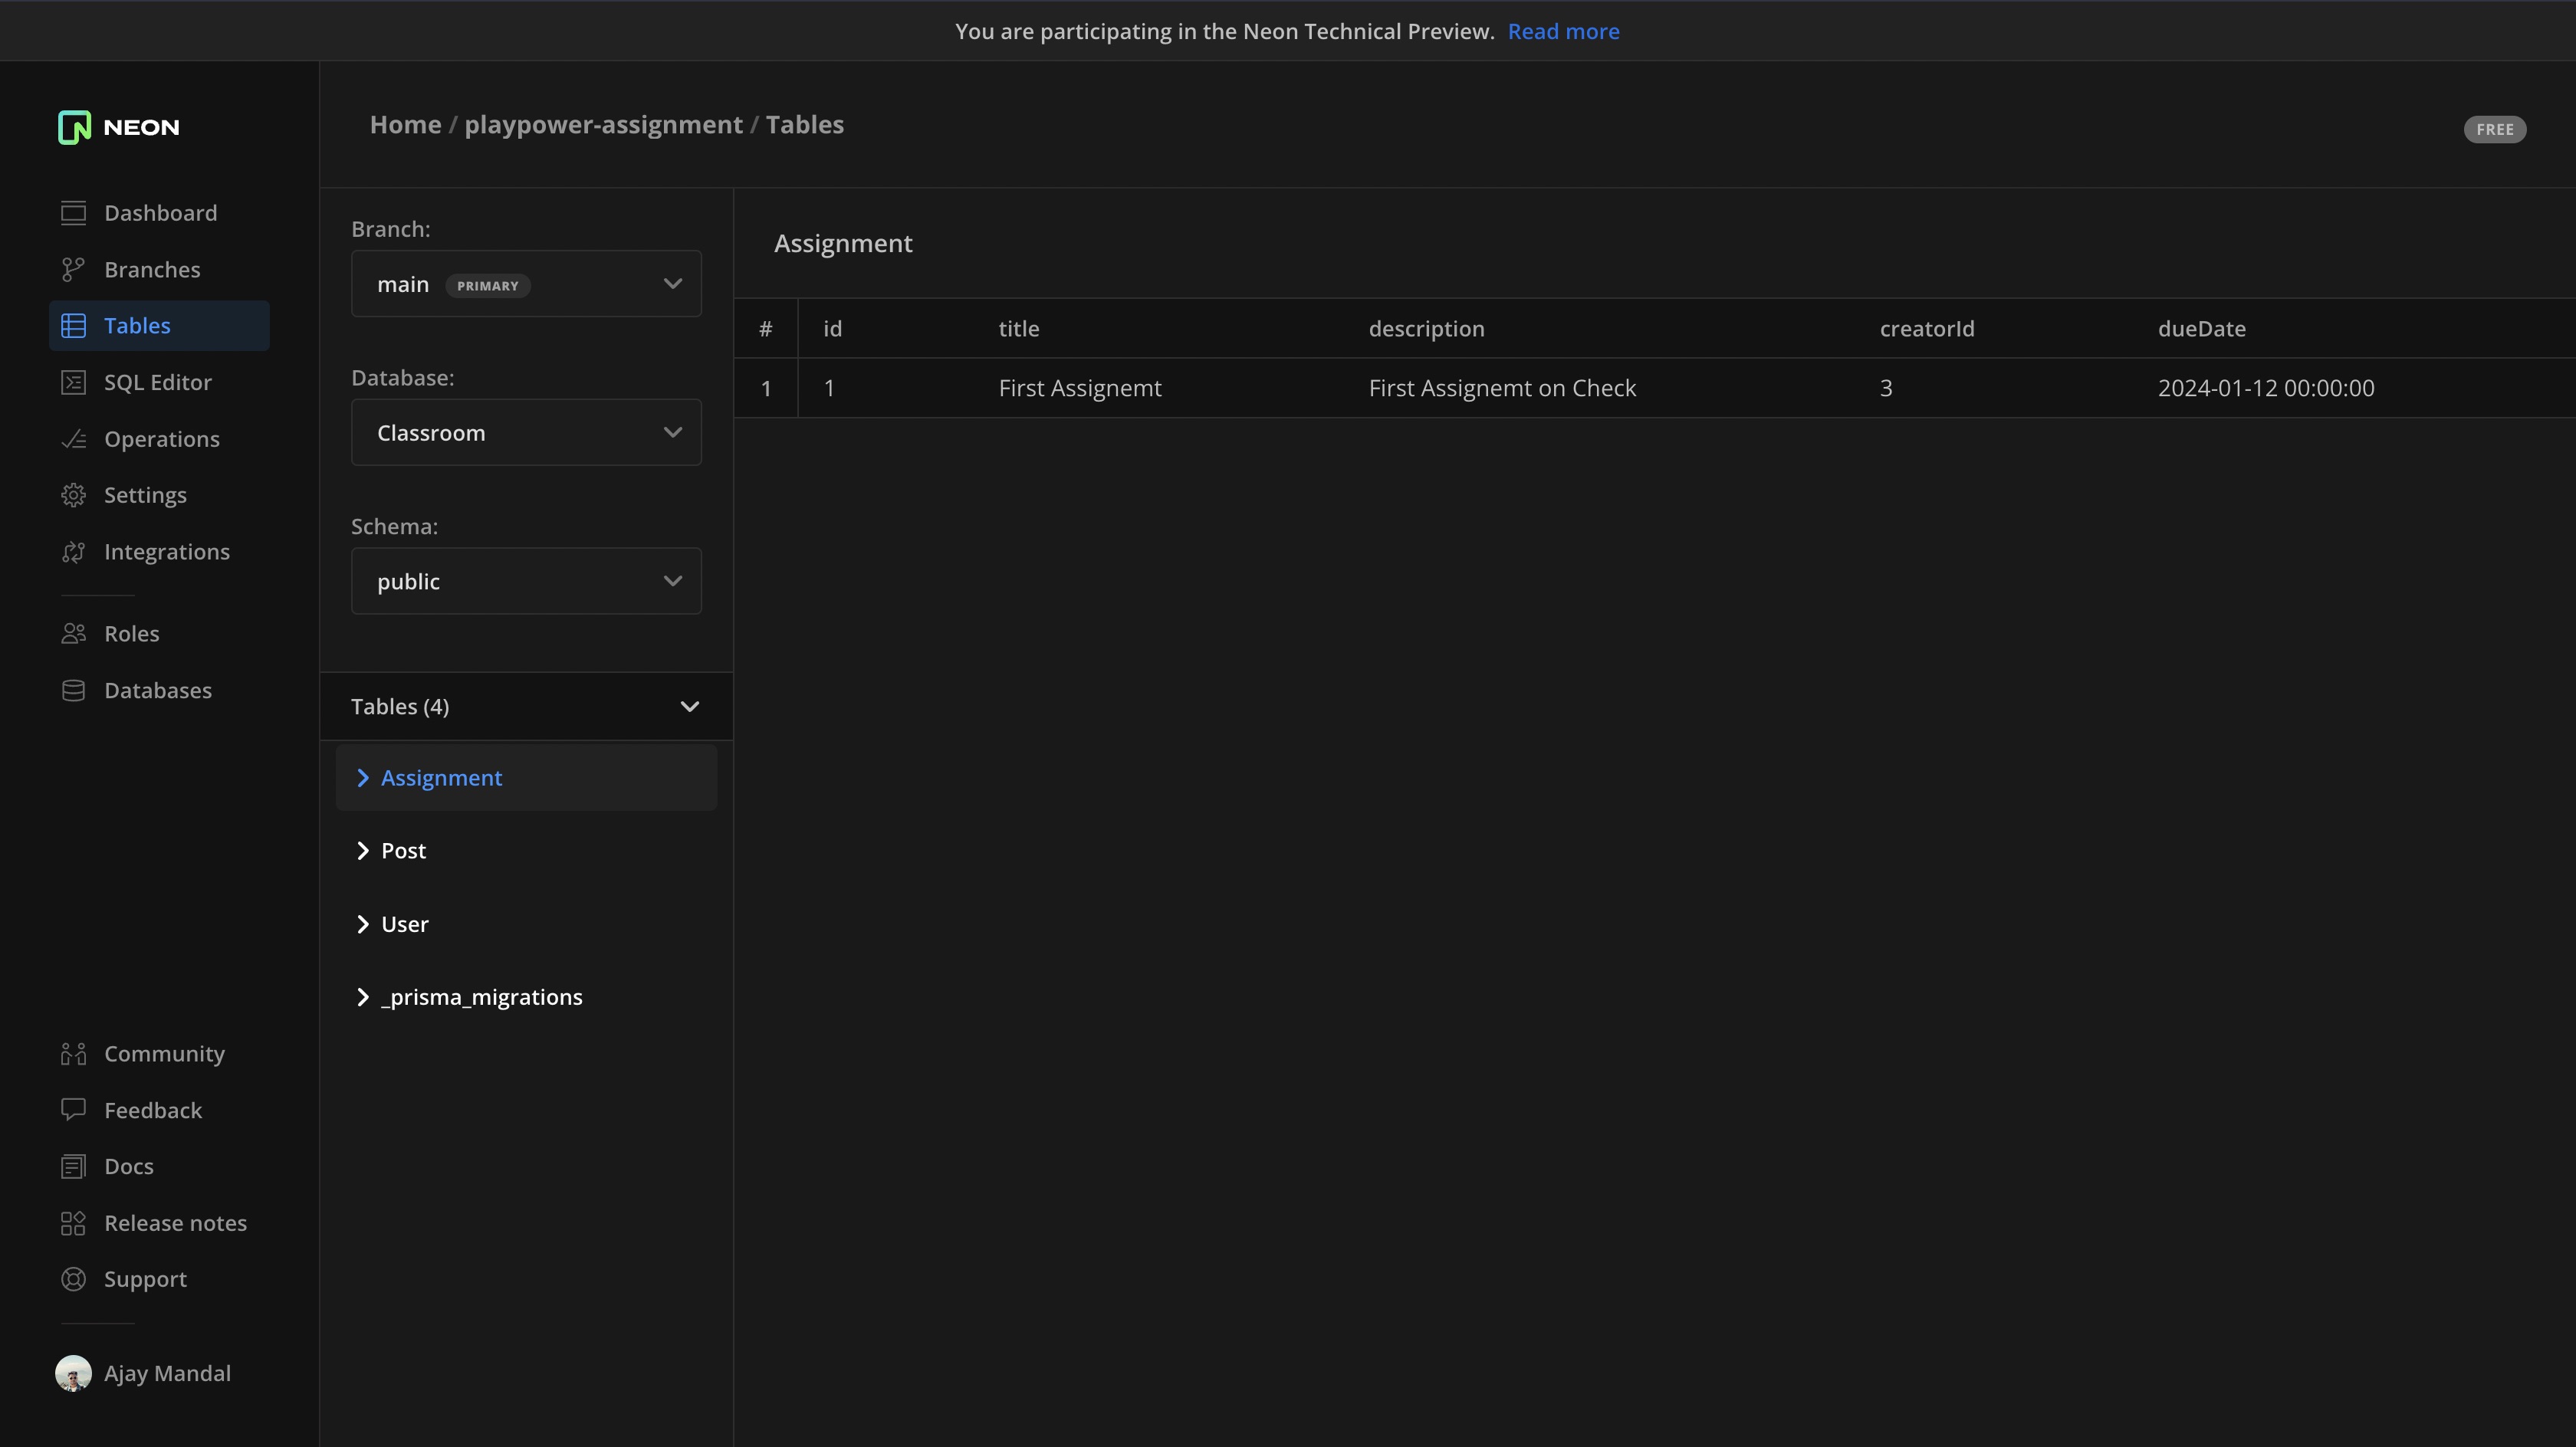 You are participating in the Neon Technical Preview. Read more
NEON
Home / playpower-assignment / Tables
FREE
Dashboard
Branches
Tables
SQL Editor
Operations
Settings
Integrations
Roles
Databases
Community
Feedback
Docs
Release notes
Support
Ajay Mandal
Branch:
main PRIMARY
Database:
Classroom
Schema:
public
Tables (4)
Assignment
Post
User
_prisma_migrations
Assignment
# id title description creatorId dueDate
1 1 First Assignemt First Assignemt on Check 3 2024-01-12 00:00:00